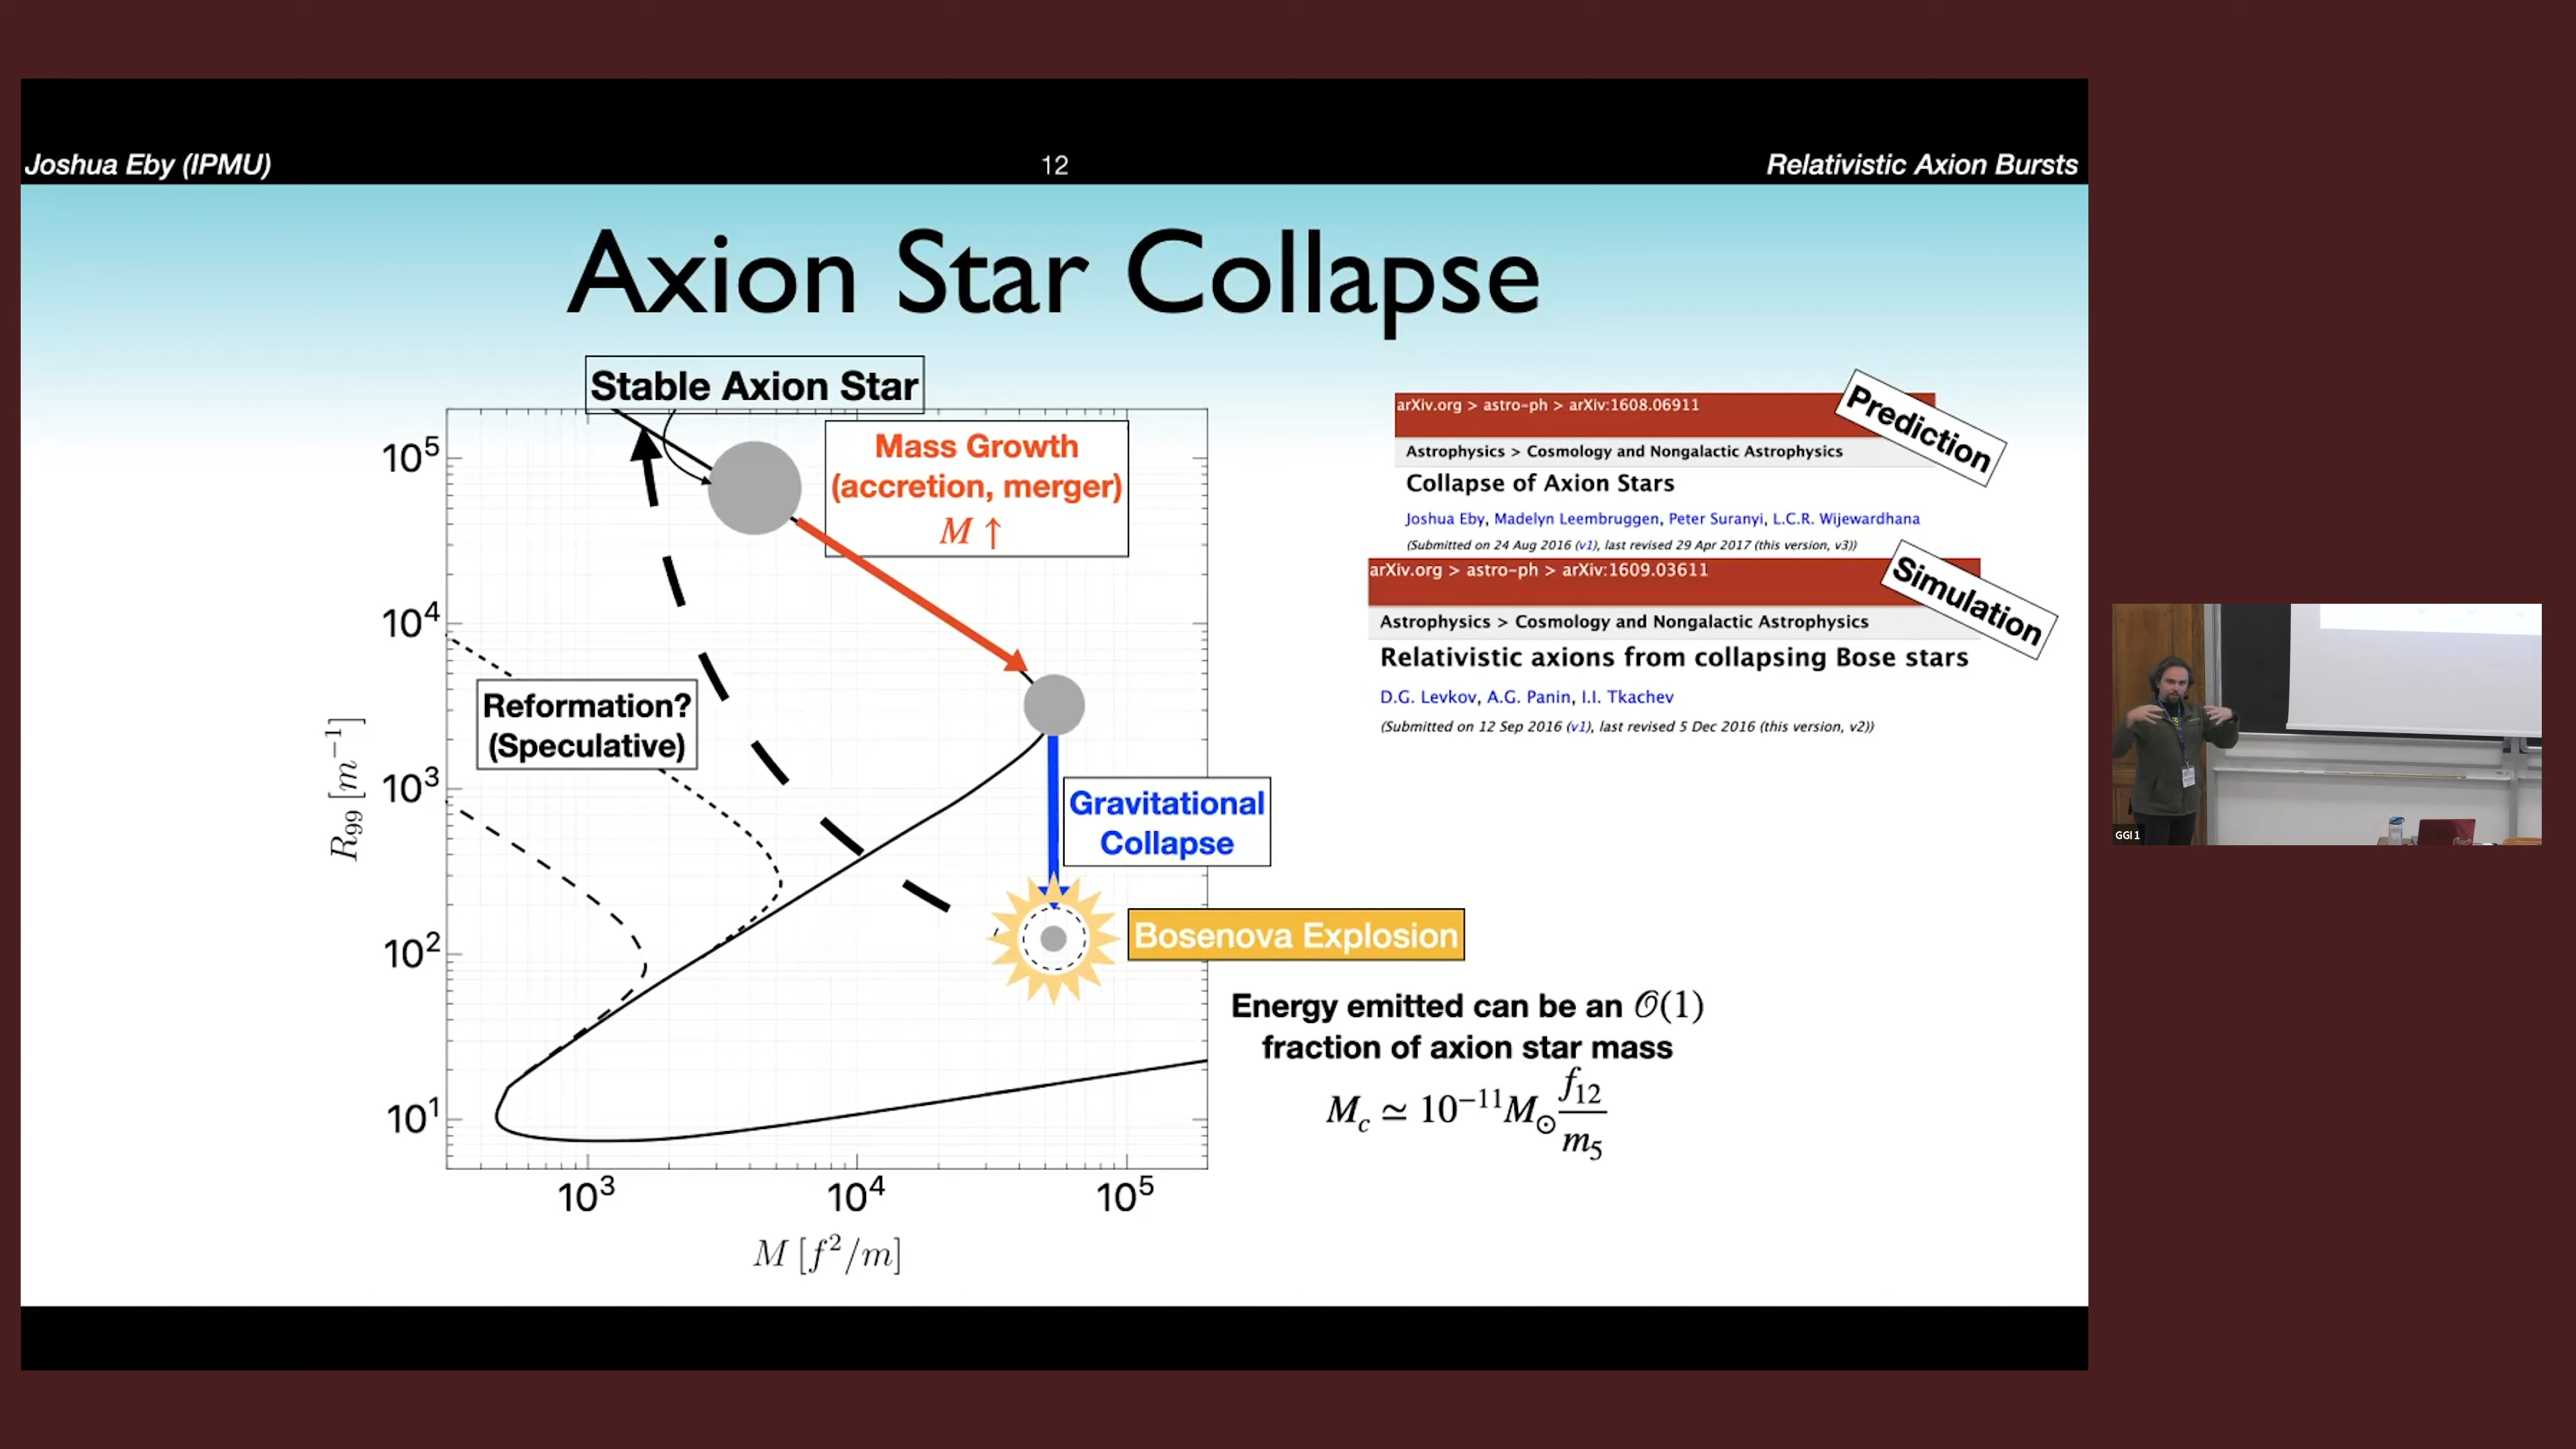 Joshua Eby (IPMU)
12
Relativistic Axion Bursts
Axion Star Collapse
Stable Axion Star
Mass Growth
(accretion, merger)
M ↑
Reformation?
(Speculative)
Gravitational
Collapse
Bosenova Explosion
10⁵
10⁴
10³
10²
10¹
R₉₉ [m⁻¹]
10³
10⁴
10⁵
M [f²/m]
arXiv.org > astro-ph > arXiv:1608.06911
Prediction
Astrophysics > Cosmology and Nongalactic Astrophysics
Collapse of Axion Stars
Joshua Eby, Madelyn Leembruggen, Peter Suranyi, L.C.R. Wijewardhana
(Submitted on 24 Aug 2016 (v1), last revised 29 Apr 2017 (this version, v3))
arXiv.org > astro-ph > arXiv:1609.03611
Simulation
Astrophysics > Cosmology and Nongalactic Astrophysics
Relativistic axions from collapsing Bose stars
D.G. Levkov, A.G. Panin, I.I. Tkachev
(Submitted on 12 Sep 2016 (v1), last revised 5 Dec 2016 (this version, v2))
Energy emitted can be an 𝒪(1)
fraction of axion star mass
M_c ≃ 10⁻¹¹M_⊙ f₁₂/m₅
GGI 1